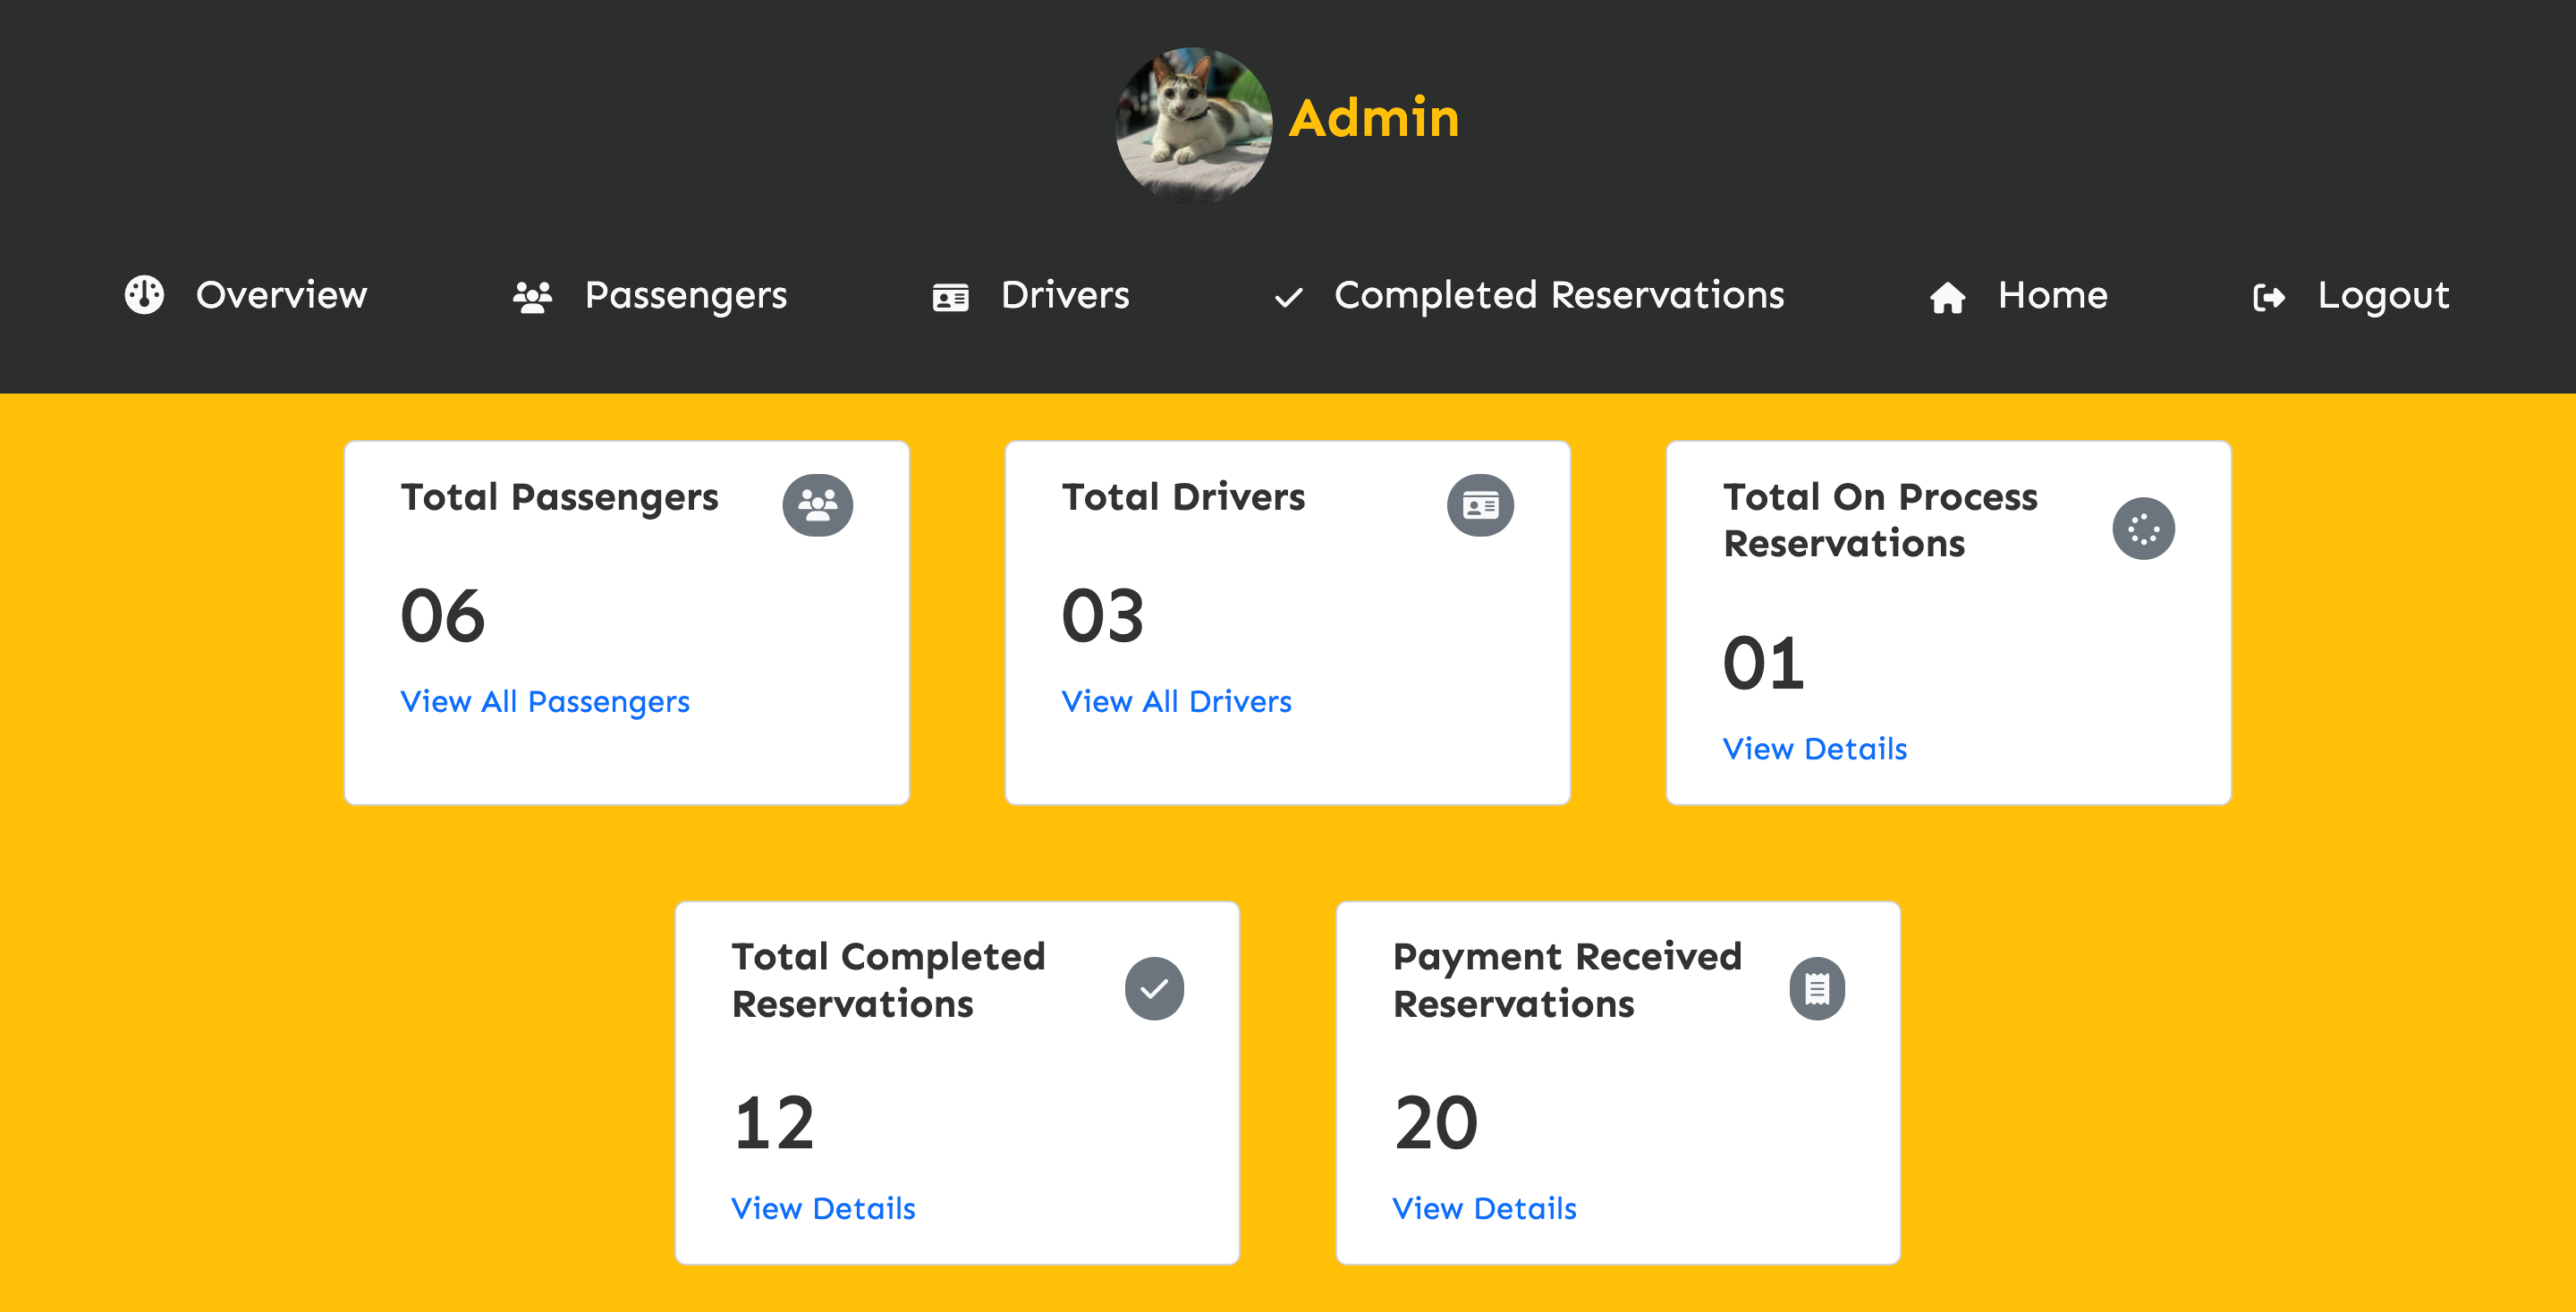 Admin
Overview
Passengers
Drivers
Completed Reservations
Home
Logout
Total Passengers
06
View All Passengers
Total Drivers
03
View All Drivers
Total On Process
Reservations
01
View Details
Total Completed
Reservations
12
View Details
Payment Received
Reservations
20
View Details